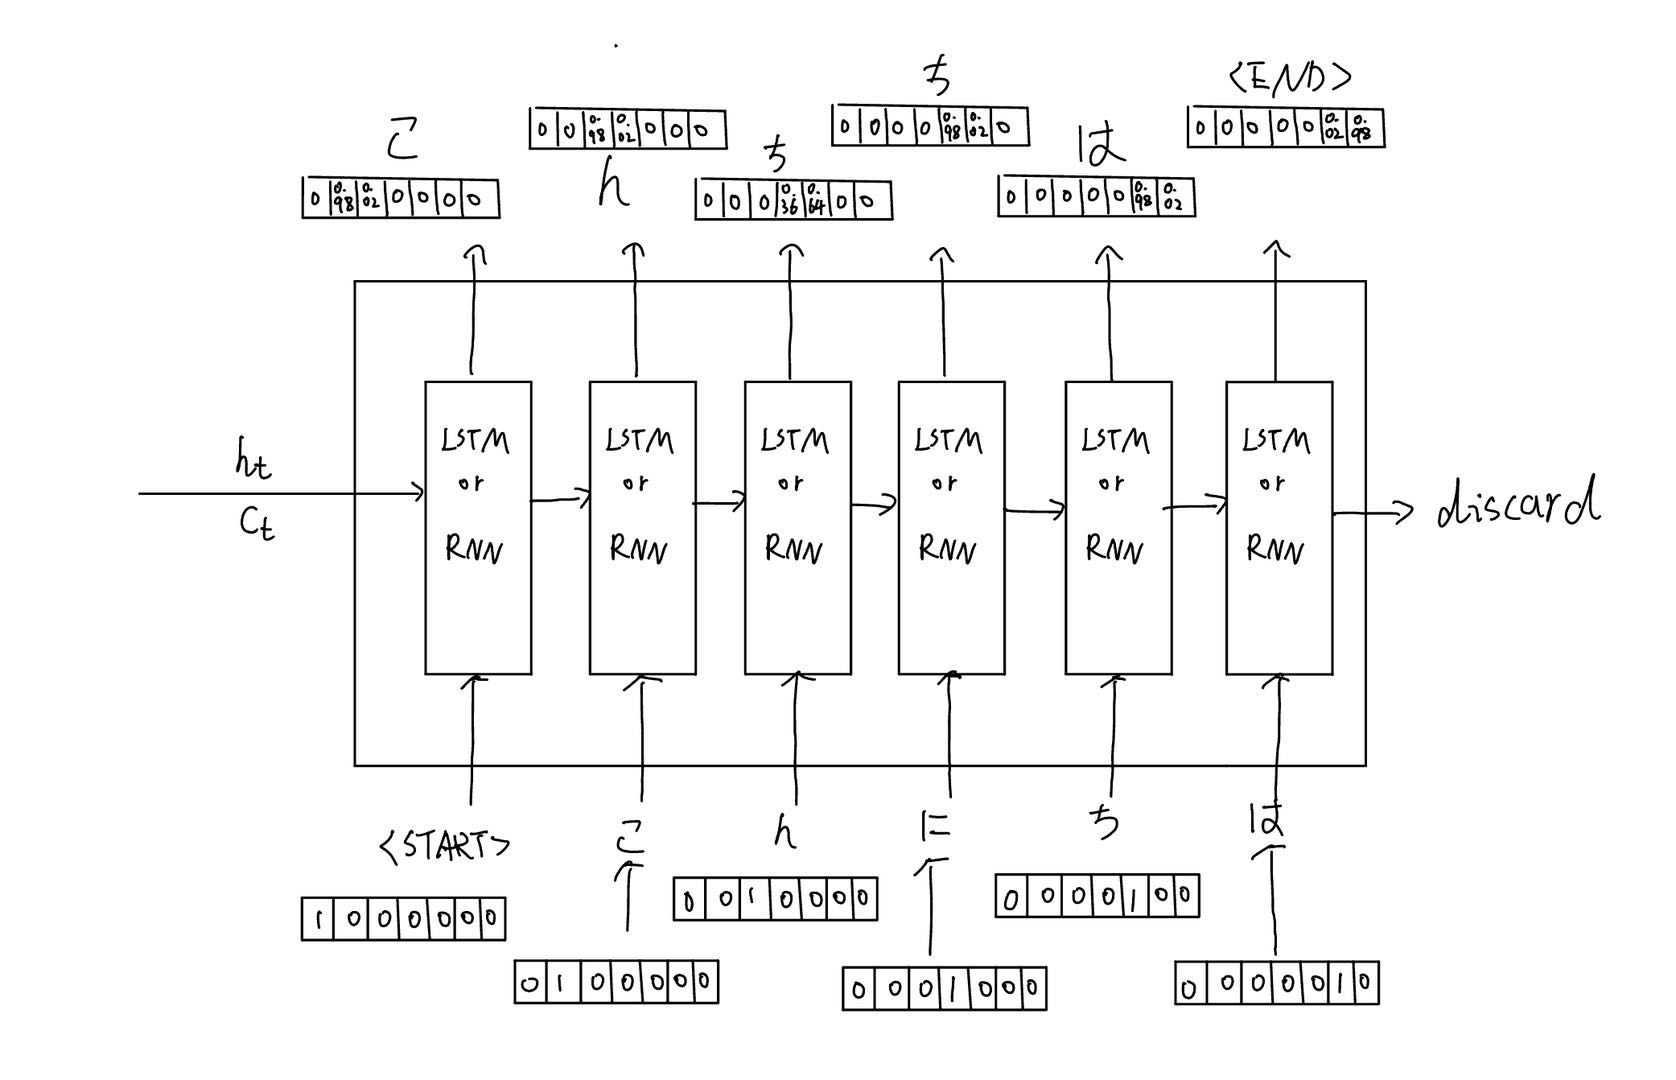 こ
0 0.98 0.02 0 0 0 0
0 0 0.98 0.02 0 0 0
ん
ち
0 0 0 0.36 0.64 0 0
ち
0 0 0 0 0.98 0.02 0
は
0 0 0 0 0 0.98 0.02
<END>
0 0 0 0 0 0.02 0.98
ht
Ct
LSTM
or
RNN
LSTM
or
RNN
LSTM
or
RNN
LSTM
or
RNN
LSTM
or
RNN
LSTM
or
RNN
discard
<START>
1 0 0 0 0 0 0
こ
0 1 0 0 0 0 0
ん
0 0 1 0 0 0 0
に
0 0 0 1 0 0 0
ち
0 0 0 0 1 0 0
は
0 0 0 0 0 1 0